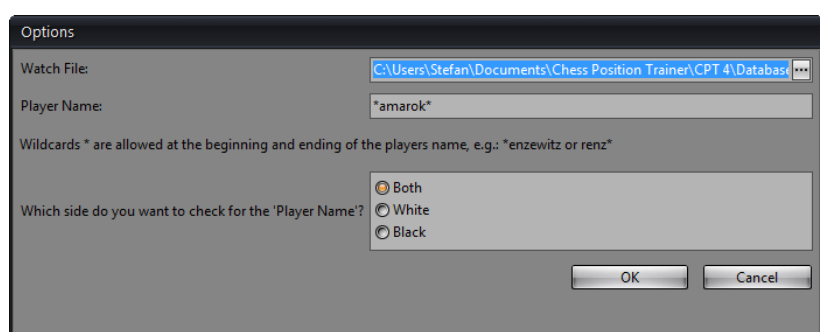 Options
Watch File:
C:\Users\Stefan\Documents\Chess Position Trainer\CPT 4\Database ...
Player Name:
*amarok*
Wildcards * are allowed at the beginning and ending of the players name, e.g.: *enzewitz or renz*
Both
Which side do you want to check for the 'Player Name'?
White
Black
OK
Cancel